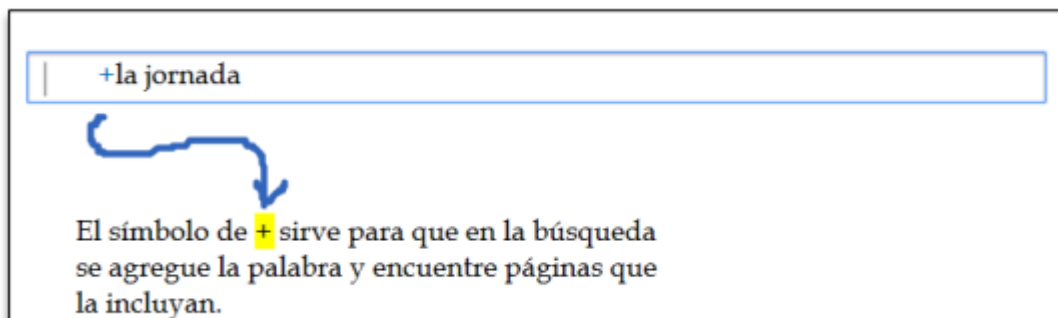 +la jornada
El símbolo de + sirve para que en la búsqueda
se agregue la palabra y encuentre páginas que
la incluyan.